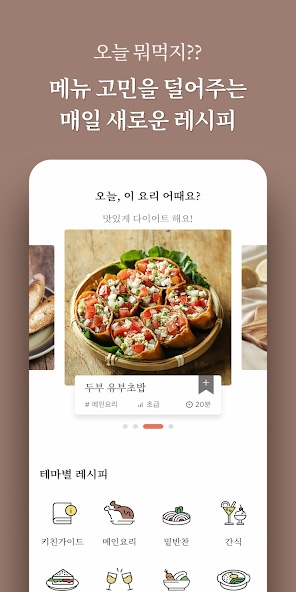 오늘 뭐먹지??
메뉴 고민을 덜어주는
매일 새로운 레시피
오늘, 이 요리 어때요?
맛있게 다이어트 해요!
두부 유부초밥
# 메인요리 초급 20분
테마별 레시피
키친가이드 메인요리 밑반찬 간식